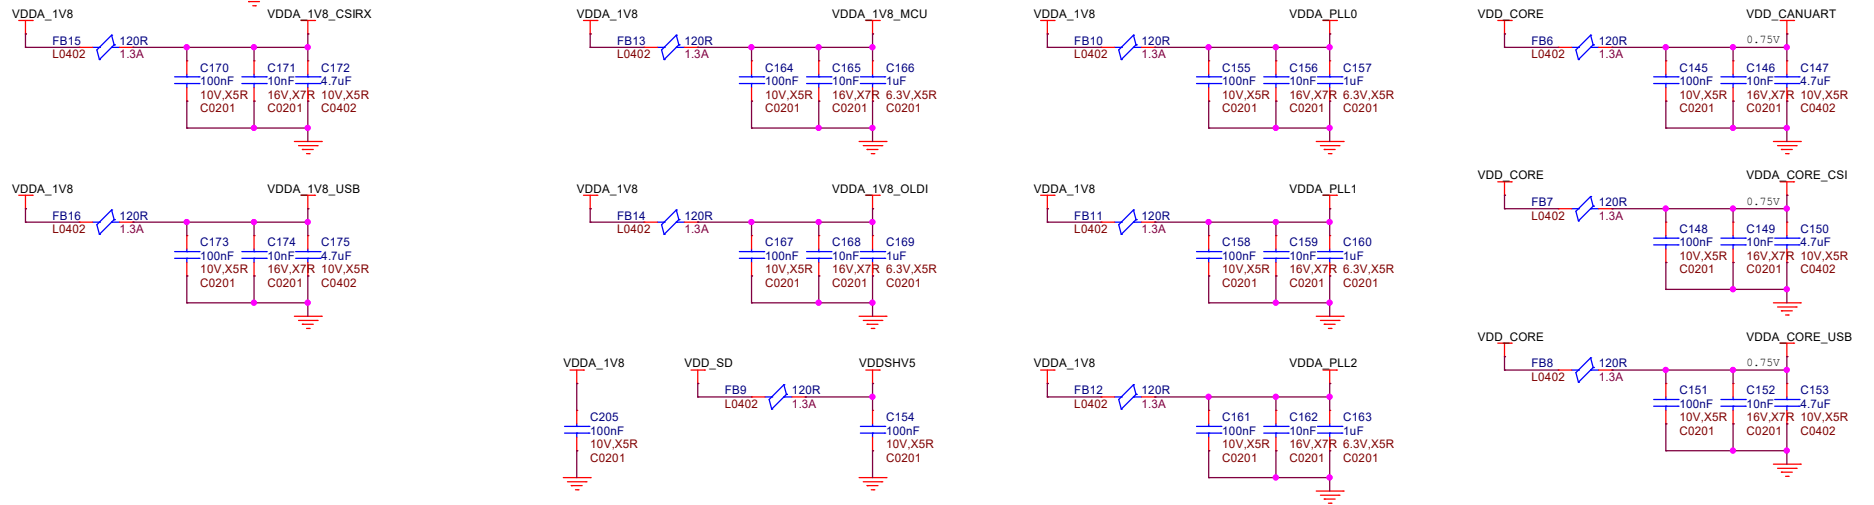 VDDA_1V8
VDDA_1V8_CSIRX
FB15
120R
L0402
1.3A
C170
100nF
10V,X5R
C0201
C171
10nF
16V,X7R
C0201
C172
4.7uF
10V,X5R
C0402
VDDA_1V8
VDDA_1V8_MCU
FB13
120R
L0402
1.3A
C164
100nF
10V,X5R
C0201
C165
10nF
16V,X7R
C0201
C166
1uF
6.3V,X5R
C0201
VDDA_1V8
VDDA_PLL0
FB10
120R
L0402
1.3A
C155
100nF
10V,X5R
C0201
C156
10nF
16V,X7R
C0201
C157
1uF
6.3V,X5R
C0201
VDD_CORE
VDD_CANUART
0.75V
FB6
120R
L0402
1.3A
C145
100nF
10V,X5R
C0201
C146
10nF
16V,X7R
C0201
C147
4.7uF
10V,X5R
C0402
VDDA_1V8
VDDA_1V8_USB
FB16
120R
L0402
1.3A
C173
100nF
10V,X5R
C0201
C174
10nF
16V,X7R
C0201
C175
4.7uF
10V,X5R
C0402
VDDA_1V8
VDDA_1V8_OLDI
FB14
120R
L0402
1.3A
C167
100nF
10V,X5R
C0201
C168
10nF
16V,X7R
C0201
C169
1uF
6.3V,X5R
C0201
VDDA_1V8
VDDA_PLL1
FB11
120R
L0402
1.3A
C158
100nF
10V,X5R
C0201
C159
10nF
16V,X7R
C0201
C160
1uF
6.3V,X5R
C0201
VDD_CORE
VDDA_CORE_CSI
0.75V
FB7
120R
L0402
1.3A
C148
100nF
10V,X5R
C0201
C149
10nF
16V,X7R
C0201
C150
4.7uF
10V,X5R
C0402
VDDA_1V8
C205
100nF
10V,X5R
C0201
VDD_SD
VDDSHV5
FB9
120R
L0402
1.3A
C154
100nF
10V,X5R
C0201
VDDA_1V8
VDDA_PLL2
FB12
120R
L0402
1.3A
C161
100nF
10V,X5R
C0201
C162
10nF
16V,X7R
C0201
C163
1uF
6.3V,X5R
C0201
VDD_CORE
VDDA_CORE_USB
0.75V
FB8
120R
L0402
1.3A
C151
100nF
10V,X5R
C0201
C152
10nF
16V,X7R
C0201
C153
4.7uF
10V,X5R
C0402